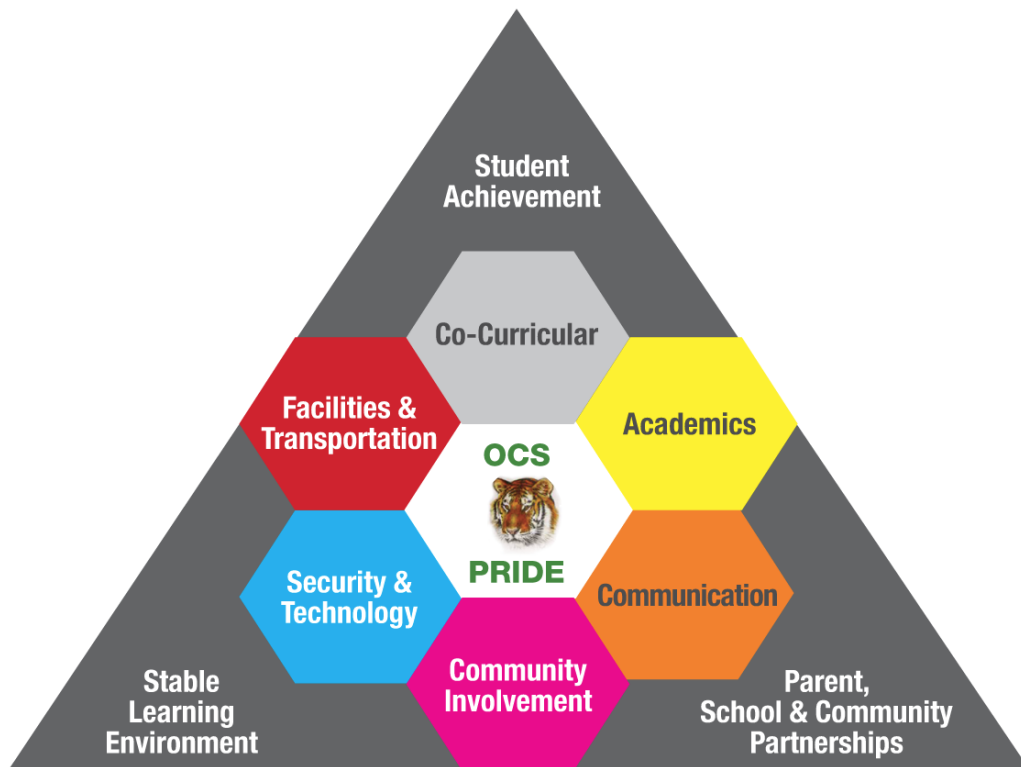 Student
Achievement
Co-Curricular
Facilities &
Transportation
Academics
OCS
PRIDE
Security &
Technology
Communication
Community
Involvement
Stable
Learning
Environment
Parent,
School & Community
Partnerships